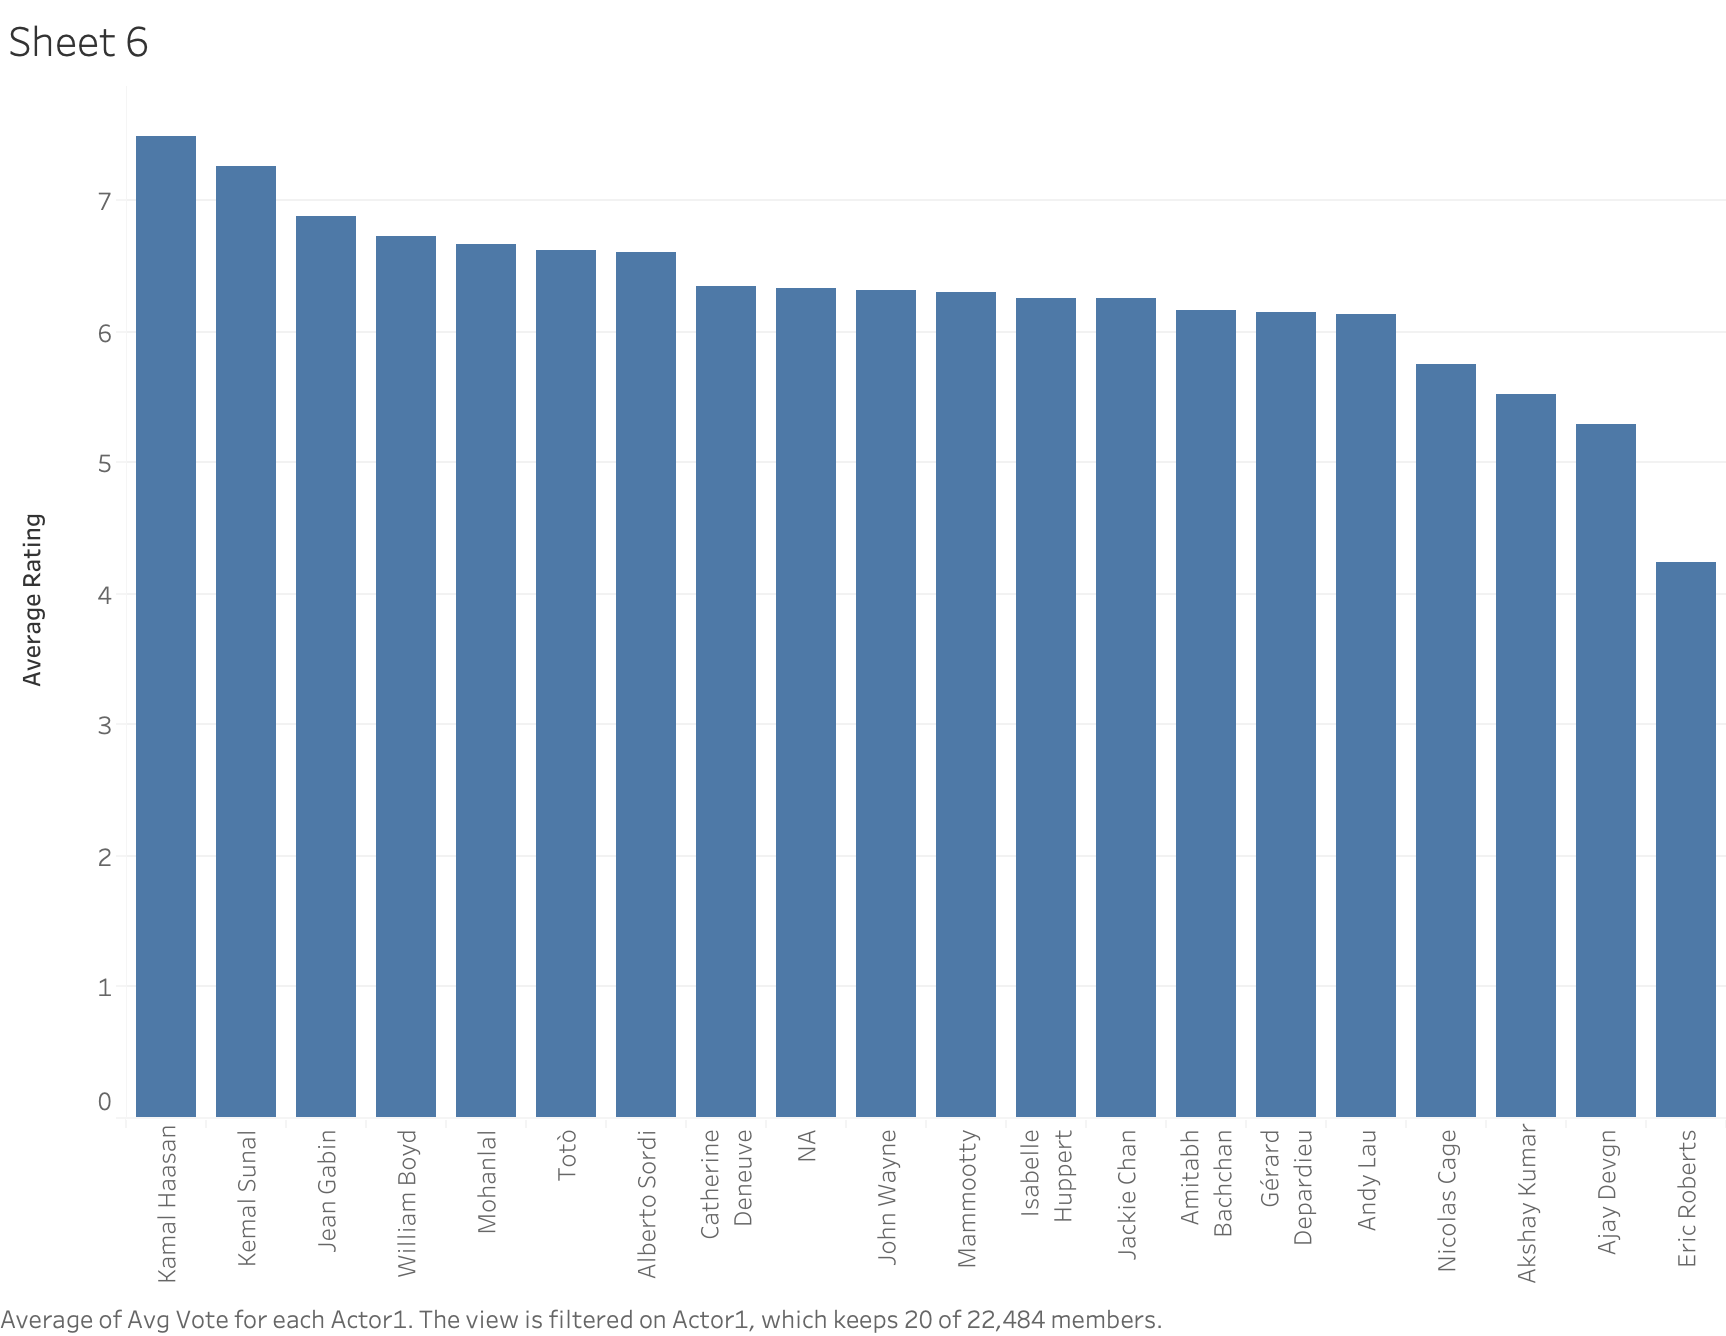 Sheet 6
Average Rating
7
6
5
4
3
2
1
0
Kamal Haasan
Kemal Sunal
Jean Gabin
William Boyd
Mohanlal
Totò
Alberto Sordi
Catherine
Deneuve
NA
John Wayne
Mammootty
Isabelle
Huppert
Jackie Chan
Amitabh
Bachchan
Gérard
Depardieu
Andy Lau
Nicolas Cage
Akshay Kumar
Ajay Devgn
Eric Roberts
Average of Avg Vote for each Actor1. The view is filtered on Actor1, which keeps 20 of 22,484 members.